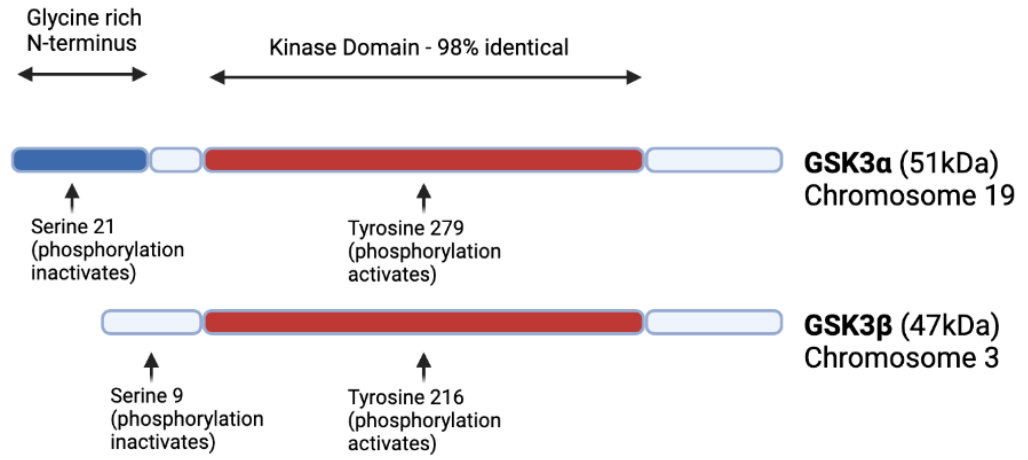 Glycine rich
N-terminus
Kinase Domain - 98% identical
GSK3α (51kDa)
Chromosome 19
Serine 21
(phosphorylation
inactivates)
Tyrosine 279
(phosphorylation
activates)
GSK3β (47kDa)
Chromosome 3
Serine 9
(phosphorylation
inactivates)
Tyrosine 216
(phosphorylation
activates)